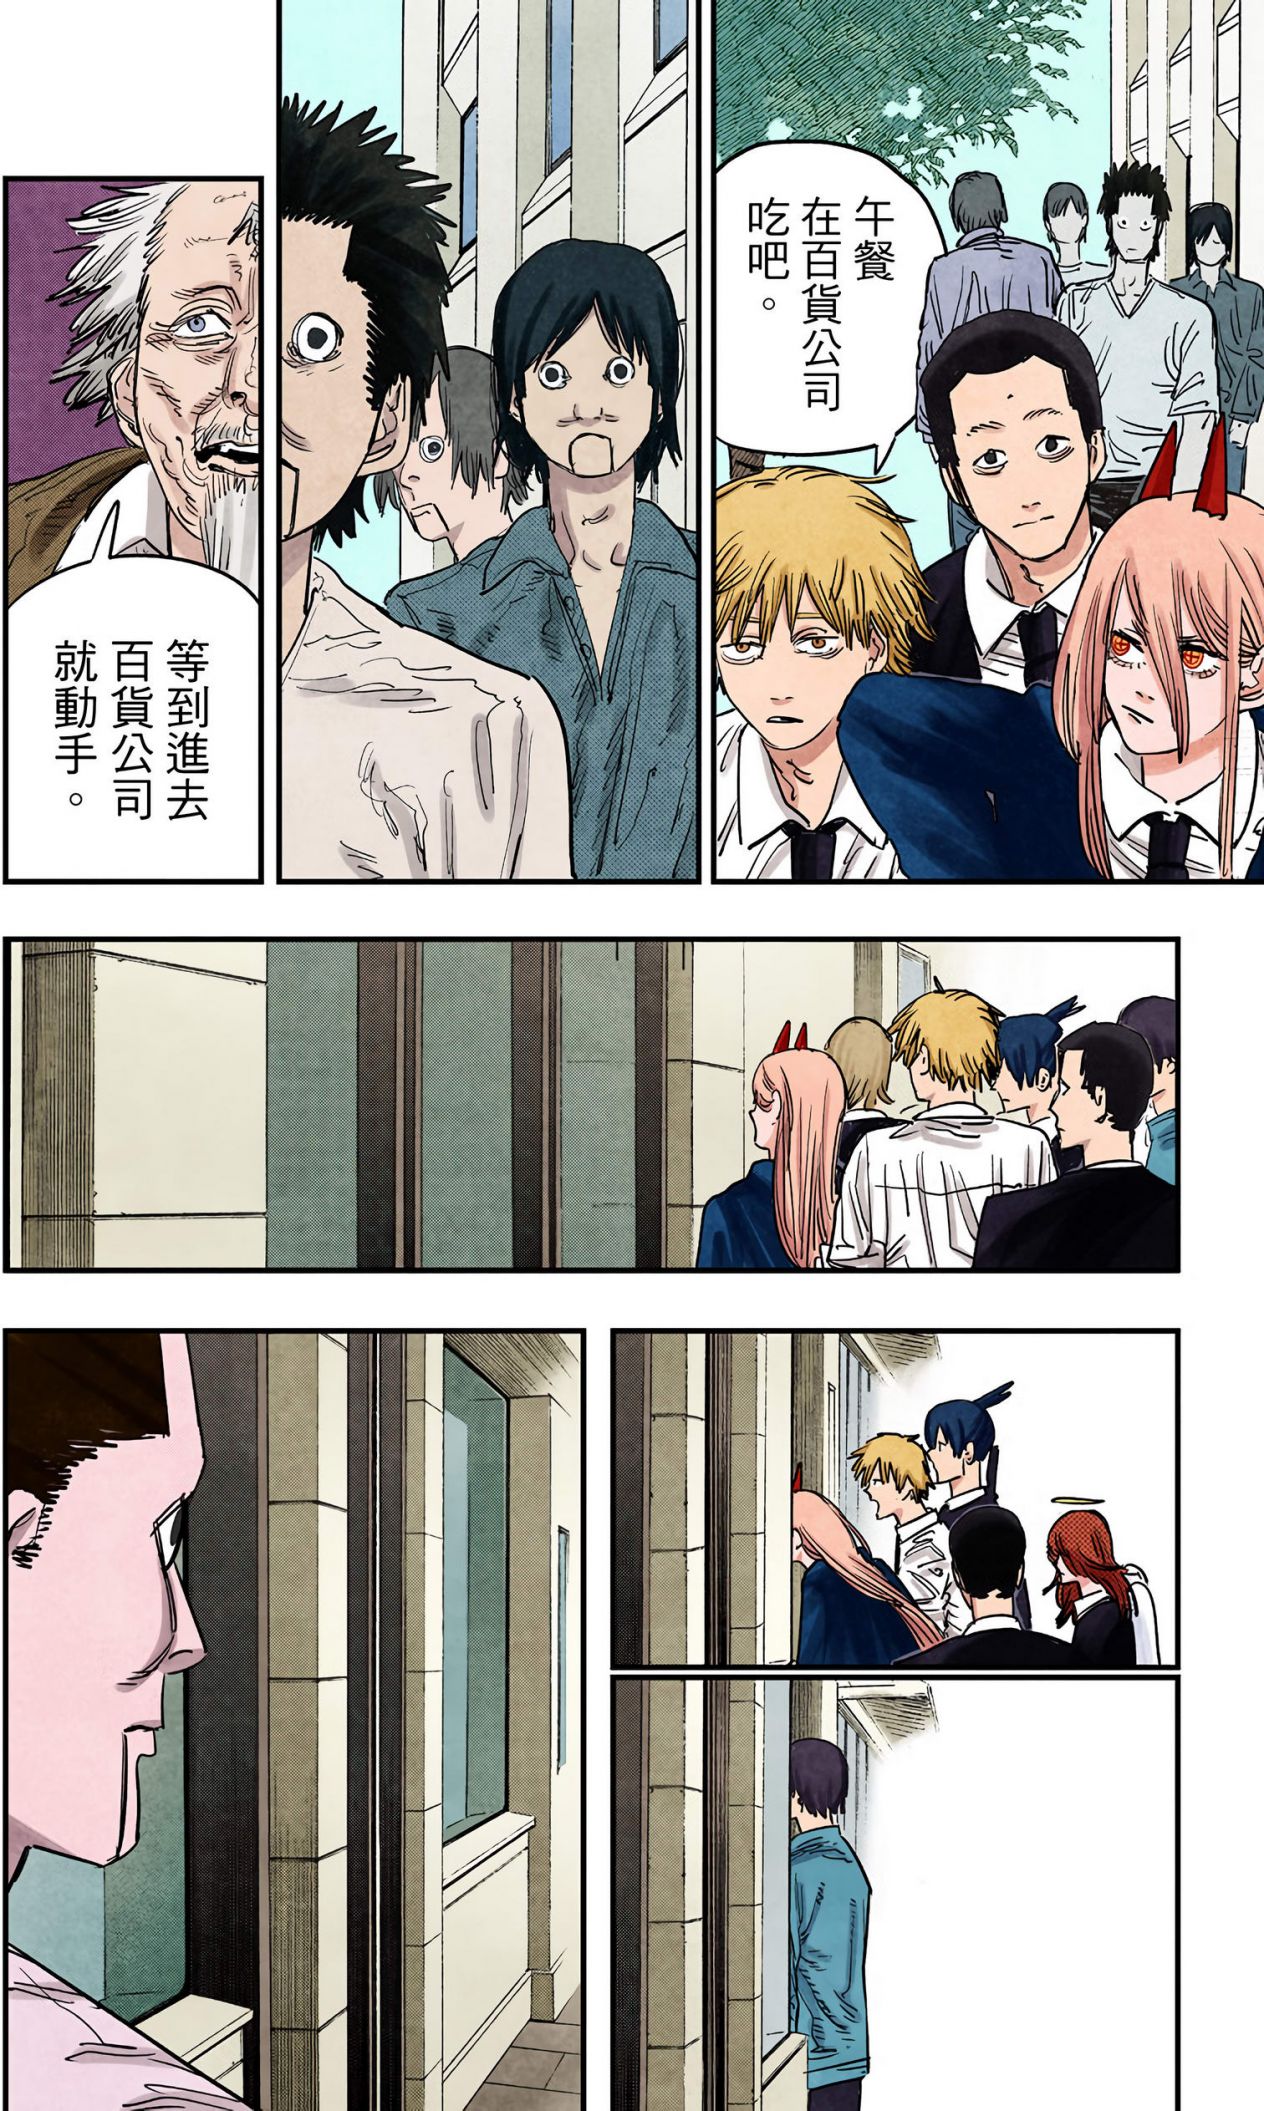 午餐
在百貨公司
吃吧。
等到進去
百貨公司
就動手。